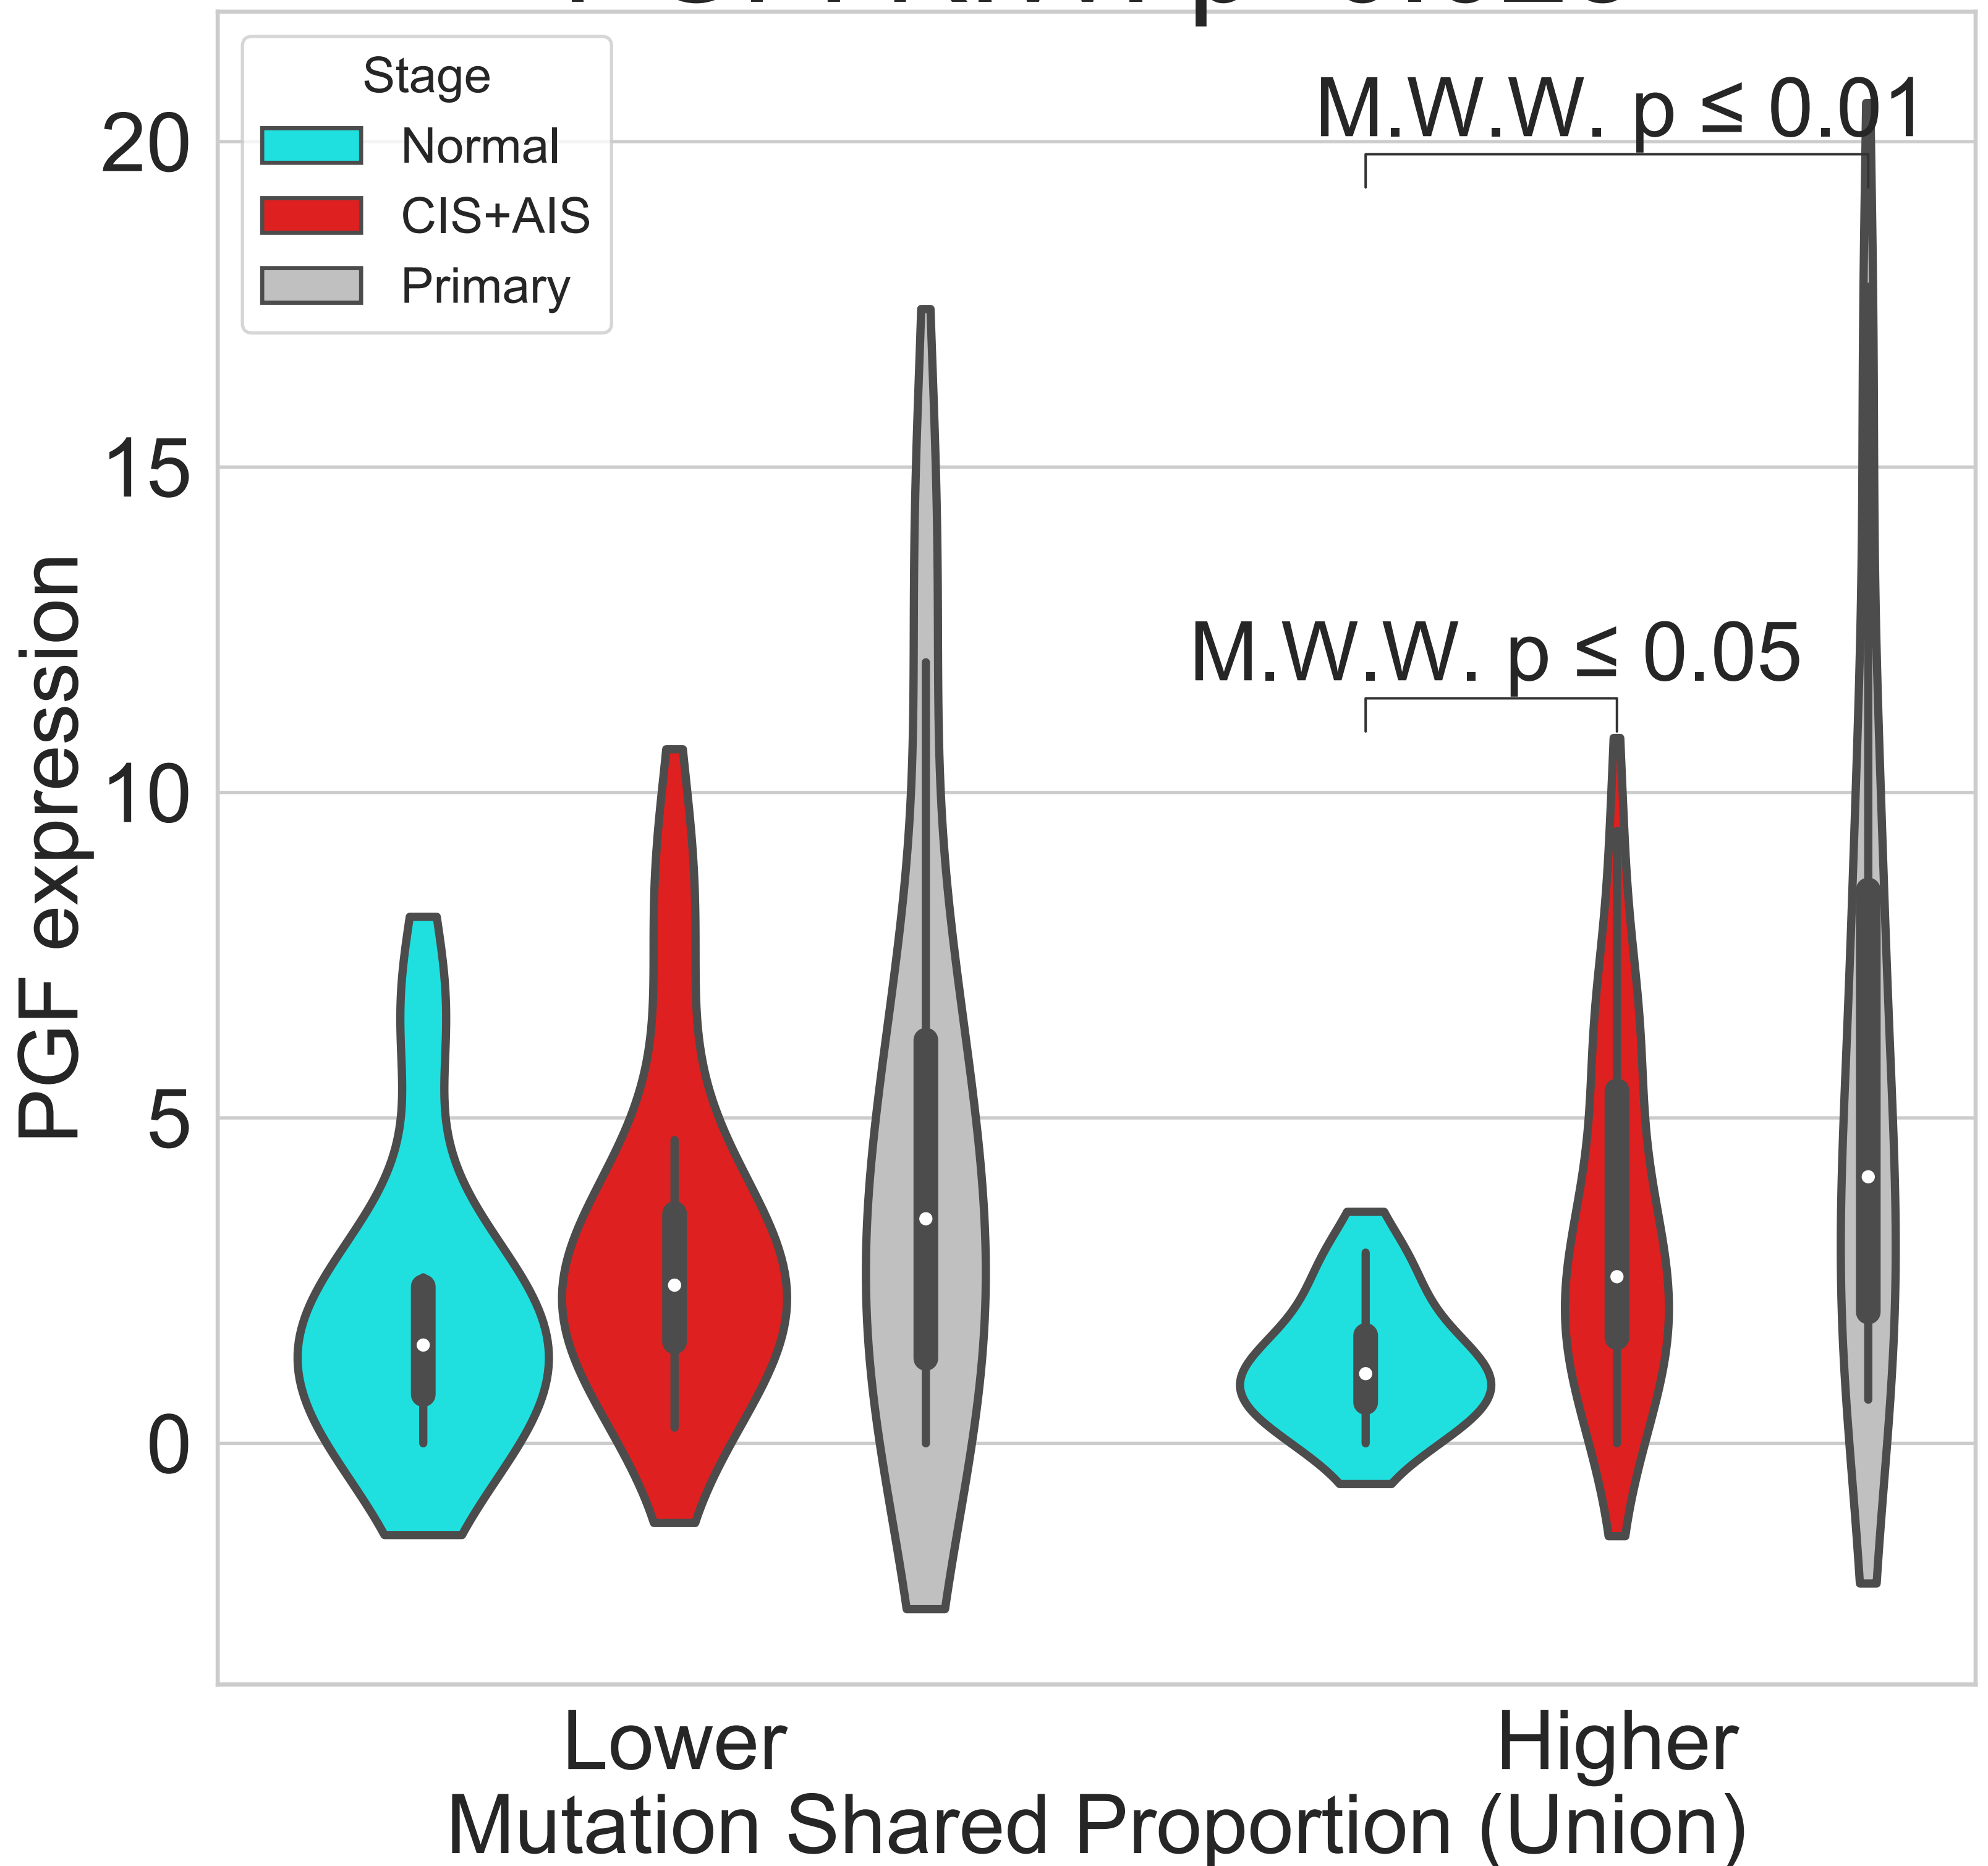 Stage
Normal
CIS+AIS
Primary
M.W.W. p ≤ 0.01
M.W.W. p ≤ 0.05
20
15
10
5
0
PGF expression
Lower
Higher
Mutation Shared Proportion (Union)